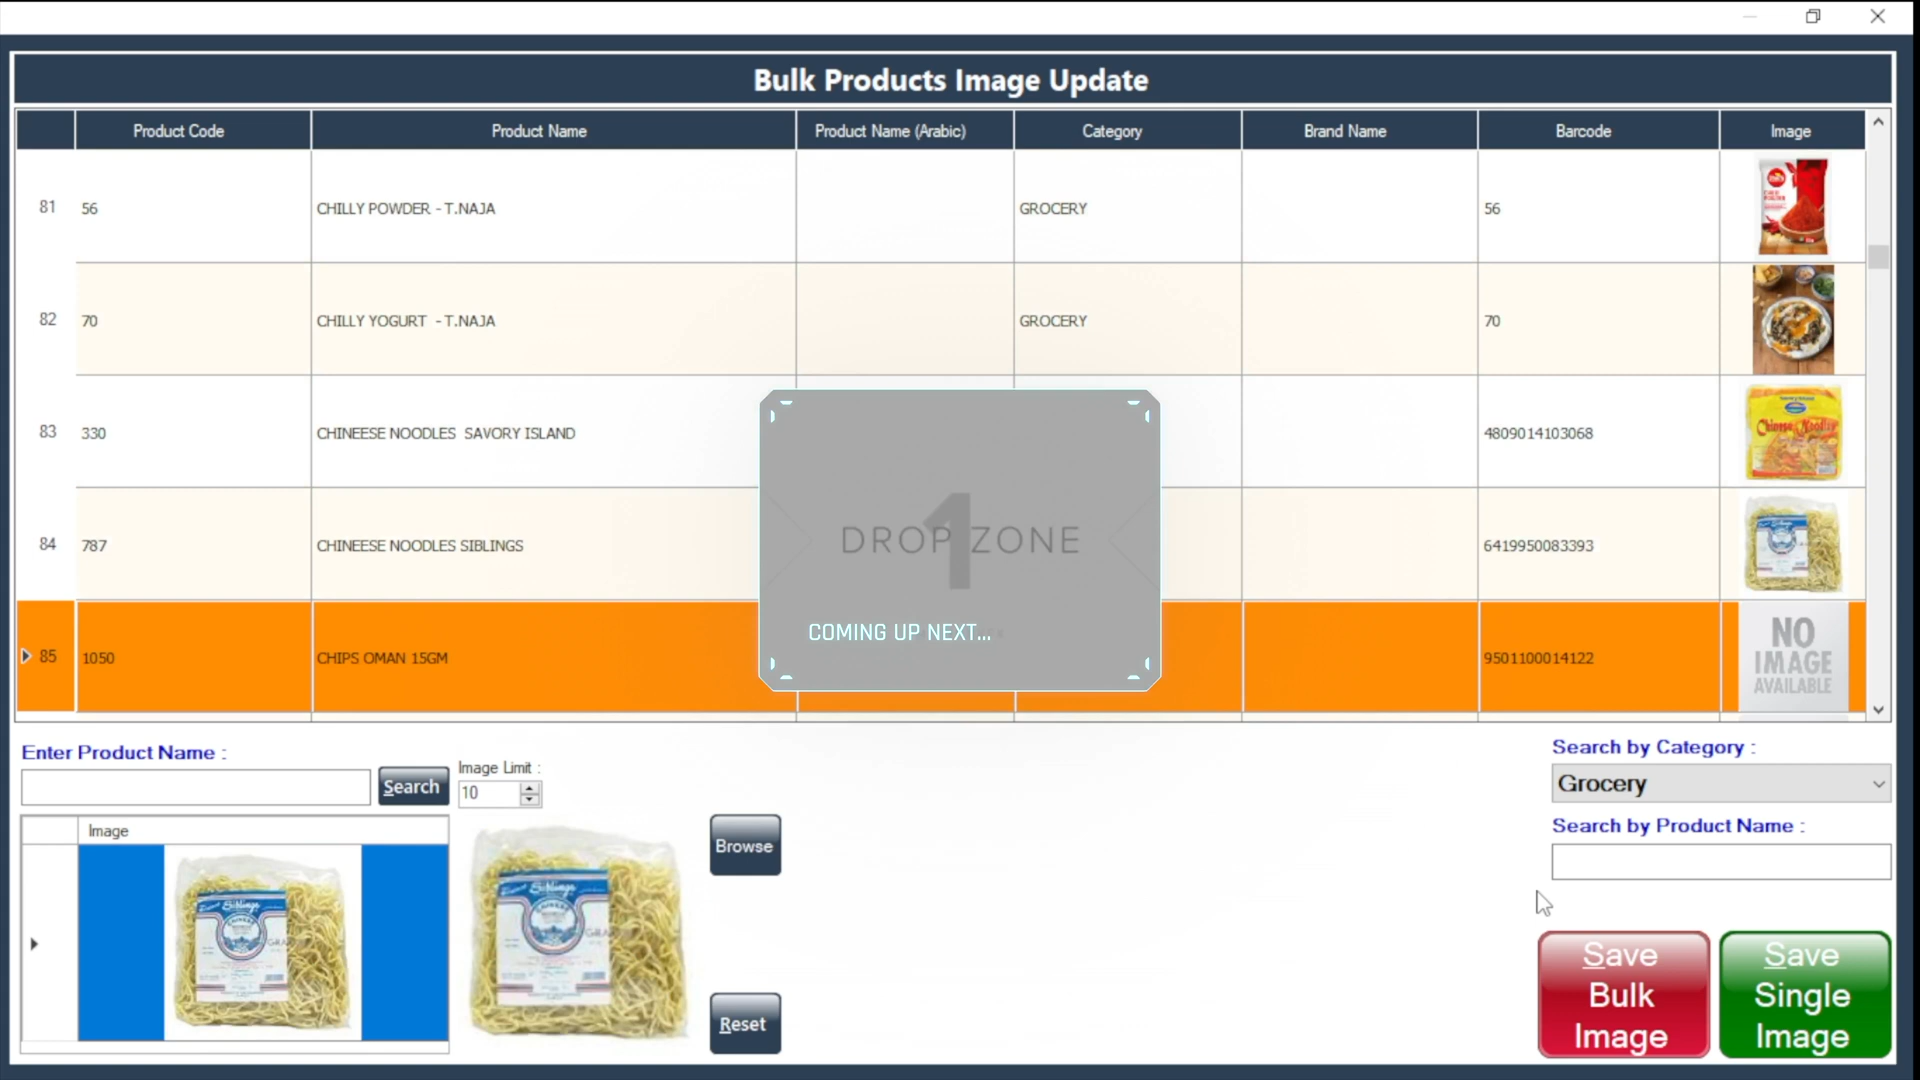 Bulk Products Image Update
Product Code Product Name Product Name (Arabic) Category Brand Name Barcode Image
81 56 CHILLY POWDER - T.NAJA GROCERY 56
82 70 CHILLY YOGURT - T.NAJA GROCERY 70
83 330 CHINEESE NOODLES SAVORY ISLAND 4809014103068
Chinese Noodles
84 787 CHINEESE NOODLES SIBLINGS 6419950083393
1
DROP ZONE
COMING UP NEXT...
85 1050 CHIPS OMAN 15GM 9501100014122
NO
IMAGE
AVAILABLE
Enter Product Name :
Search
Image Limit :
10
Image
Siblings
Siblings
Browse
Reset
Search by Category :
Grocery
Search by Product Name :
Save
Bulk
Image
Save
Single
Image